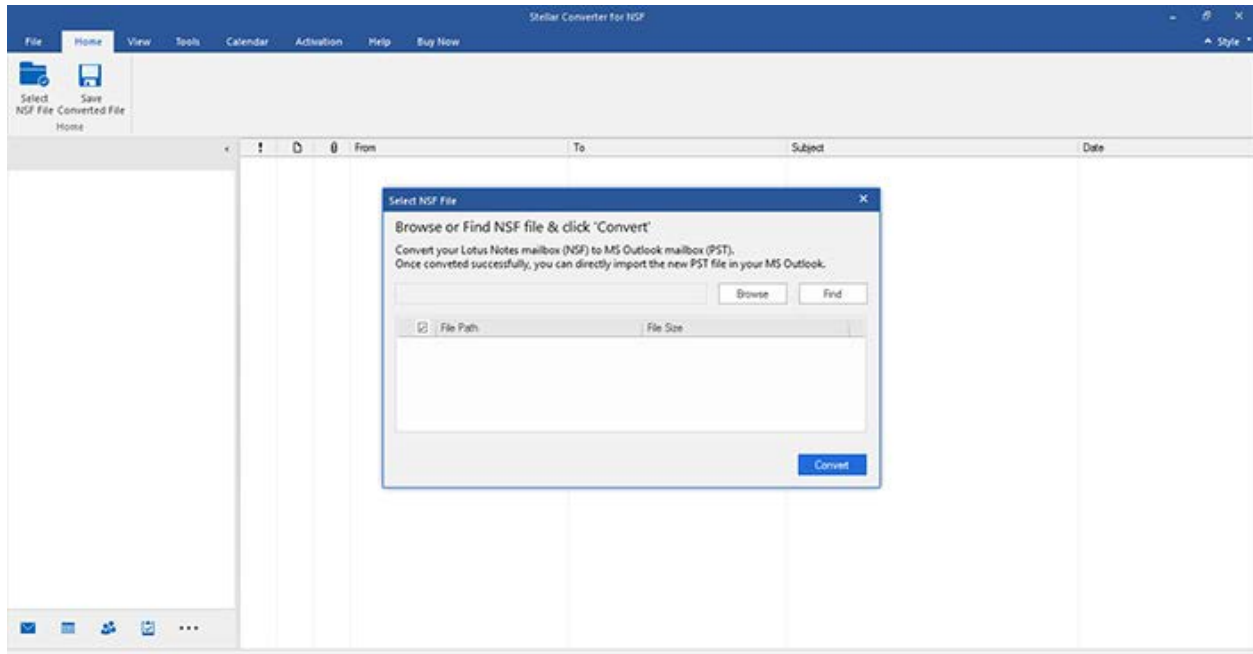 Stellar Converter for NSF
File Home View Tools Calendar Activation Help Buy Now Style
Select NSF File
Save Converted File
Home
! From To Subject Date
Select NSF File
Browse or Find NSF file & click 'Convert'
Convert your Lotus Notes mailbox (NSF) to MS Outlook mailbox (PST).
Once conveted successfully, you can directly import the new PST file in your MS Outlook.
Browse Find
File Path File Size
Convert